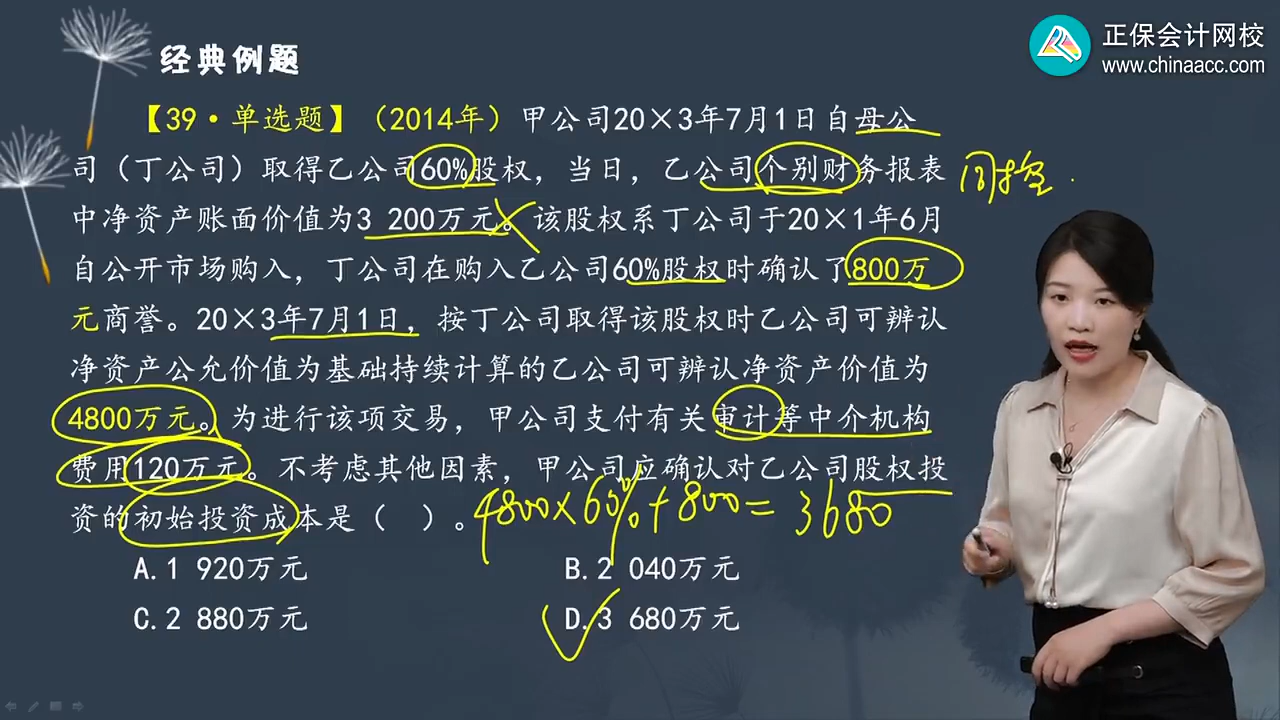 正保会计网校
www.chinaacc.com
经典例题
【39·单选题】（2014年）甲公司20×3年7月1日自母公
司（丁公司）取得乙公司60%股权，当日，乙公司个别财务报表
同控
中净资产账面价值为3 200万元。该股权系丁公司于20×1年6月
自公开市场购入，丁公司在购入乙公司60%股权时确认了800万
元商誉。20×3年7月1日，按丁公司取得该股权时乙公司可辨认
净资产公允价值为基础持续计算的乙公司可辨认净资产价值为
4800万元。为进行该项交易，甲公司支付有关审计等中介机构
费用120万元。不考虑其他因素，甲公司应确认对乙公司股权投
资的初始投资成本是（ ）。
4800×60%+800=3680
A.1 920万元
B.2 040万元
C.2 880万元
D.3 680万元